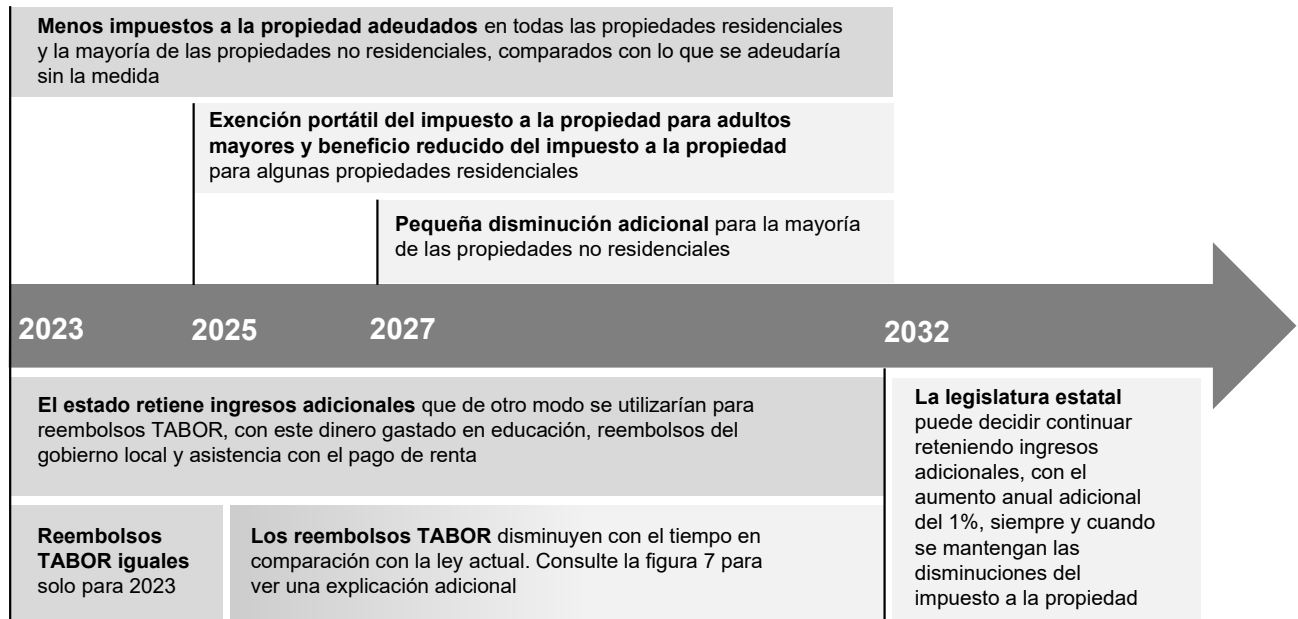 Menos impuestos a la propiedad adeudados en todas las propiedades residenciales
y la mayoría de las propiedades no residenciales, comparados con lo que se adeudaría
sin la medida
Exención portátil del impuesto a la propiedad para adultos
mayores y beneficio reducido del impuesto a la propiedad
para algunas propiedades residenciales
Pequeña disminución adicional para la mayoría
de las propiedades no residenciales
2023
2025
2027
2032
El estado retiene ingresos adicionales que de otro modo se utilizarían para
reembolsos TABOR, con este dinero gastado en educación, reembolsos del
gobierno local y asistencia con el pago de renta
Reembolsos
TABOR iguales
solo para 2023
Los reembolsos TABOR disminuyen con el tiempo en
comparación con la ley actual. Consulte la figura 7 para
ver una explicación adicional
La legislatura estatal
puede decidir continuar
reteniendo ingresos
adicionales, con el
aumento anual adicional
del 1%, siempre y cuando
se mantengan las
disminuciones del
impuesto a la propiedad